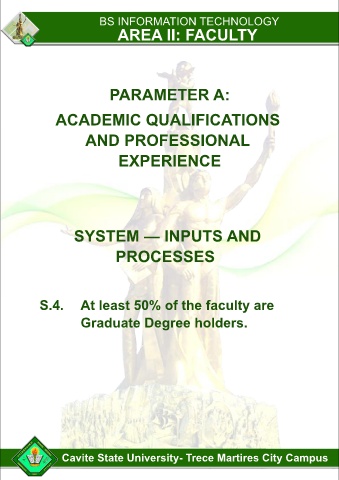 BS INFORMATION TECHNOLOGY
AREA II: FACULTY
PARAMETER A:
ACADEMIC QUALIFICATIONS
AND PROFESSIONAL
EXPERIENCE
SYSTEM — INPUTS AND
PROCESSES
S.4. At least 50% of the faculty are
Graduate Degree holders.
Cavite State University- Trece Martires City Campus